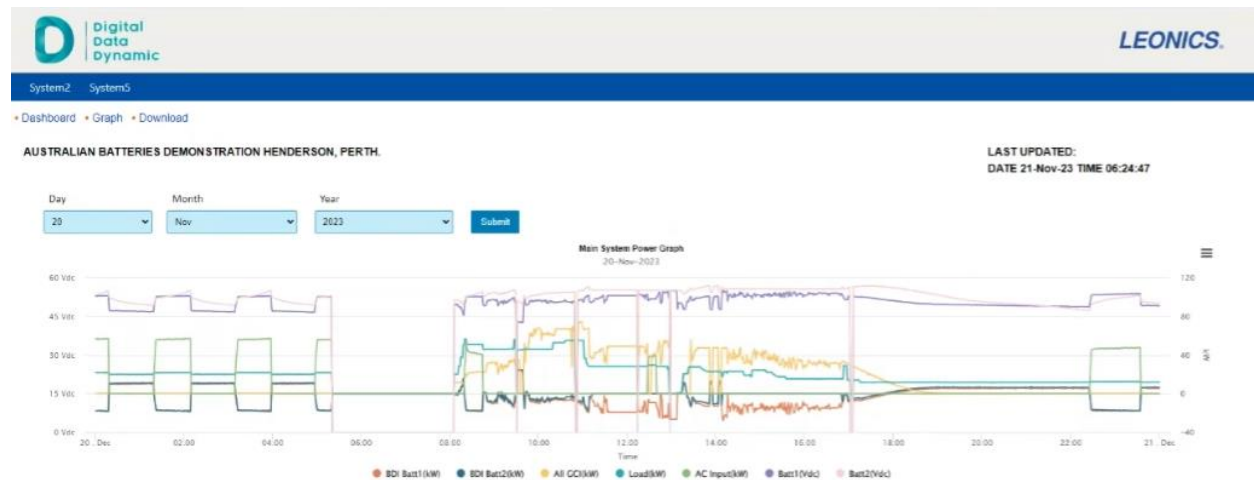 Digital
Data
Dynamic
LEONICS.
System2 System5
• Dashboard • Graph • Download
AUSTRALIAN BATTERIES DEMONSTRATION HENDERSON, PERTH.
LAST UPDATED:
DATE 21-Nov-23 TIME 06:24:47
Day Month Year
20 Nov 2023 Submit
Main System Power Graph
20-Nov-2023
60 Vdc 120
45 Vdc 80
30 Vdc 40
kW
15 Vdc 0
0 Vdc -40
20. Dec 02:00 04:00 06:00 08:00 10:00 12:00 14:00 16:00 18:00 20:00 22:00 21. Dec
Time
BDI Batt1(kW) BDI Batt2(kW) All GCI(kW) Load(kW) AC Input(kW) Batt1(Vdc) Batt2(Vdc)